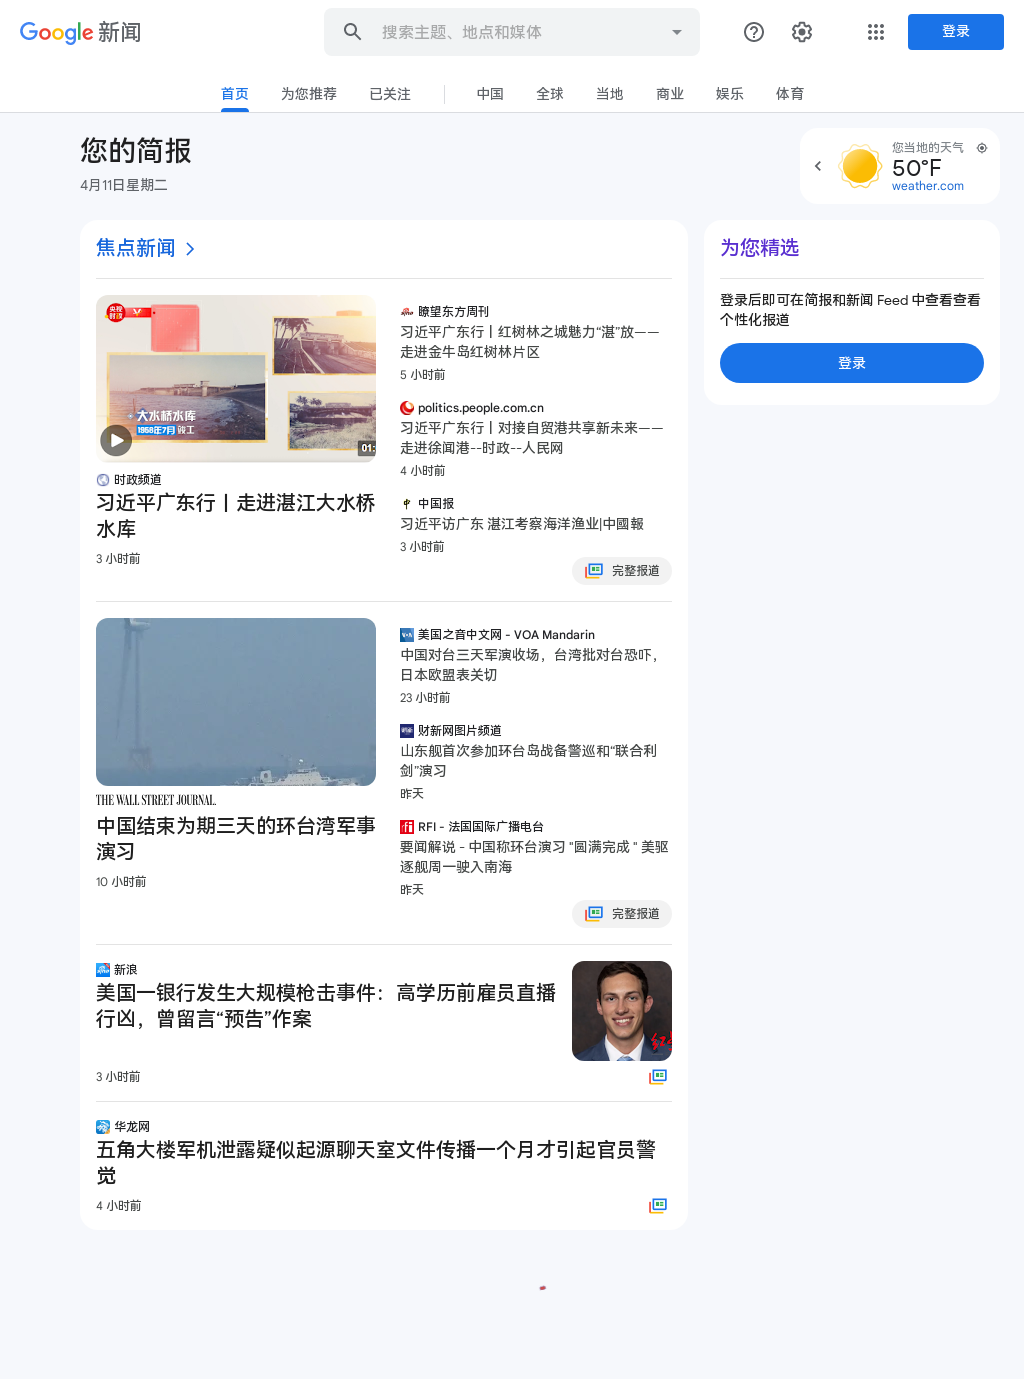 Google 新闻
搜索主题、地点和媒体
登录
首页
为您推荐
已关注
中国
全球
当地
商业
娱乐
体育
您的简报
4月11日星期二
您当地的天气
50°F
weather.com
焦点新闻
央视
时政
大水桥水库
1958年7月 竣工
01:
时政频道
习近平广东行丨走进湛江大水桥
水库
3 小时前
瞭望东方周刊
习近平广东行丨红树林之城魅力“湛”放——
走进金牛岛红树林片区
5 小时前
politics.people.com.cn
习近平广东行丨对接自贸港共享新未来——
走进徐闻港--时政--人民网
4 小时前
中国报
习近平访广东 湛江考察海洋渔业|中國報
3 小时前
完整报道
THE WALL STREET JOURNAL.
中国结束为期三天的环台湾军事
演习
10 小时前
VOA
美国之音中文网 - VOA Mandarin
中国对台三天军演收场，台湾批对台恐吓，
日本欧盟表关切
23 小时前
财新网图片频道
山东舰首次参加环台岛战备警巡和“联合利
剑”演习
昨天
rfi
RFI - 法国国际广播电台
要闻解说 - 中国称环台演习 "圆满完成 " 美驱
逐舰周一驶入南海
昨天
完整报道
新浪
美国一银行发生大规模枪击事件：高学历前雇员直播
行凶，曾留言“预告”作案
3 小时前
华龙网
五角大楼军机泄露疑似起源聊天室文件传播一个月才引起官员警
觉
4 小时前
为您精选
登录后即可在简报和新闻 Feed 中查看查看
个性化报道
登录